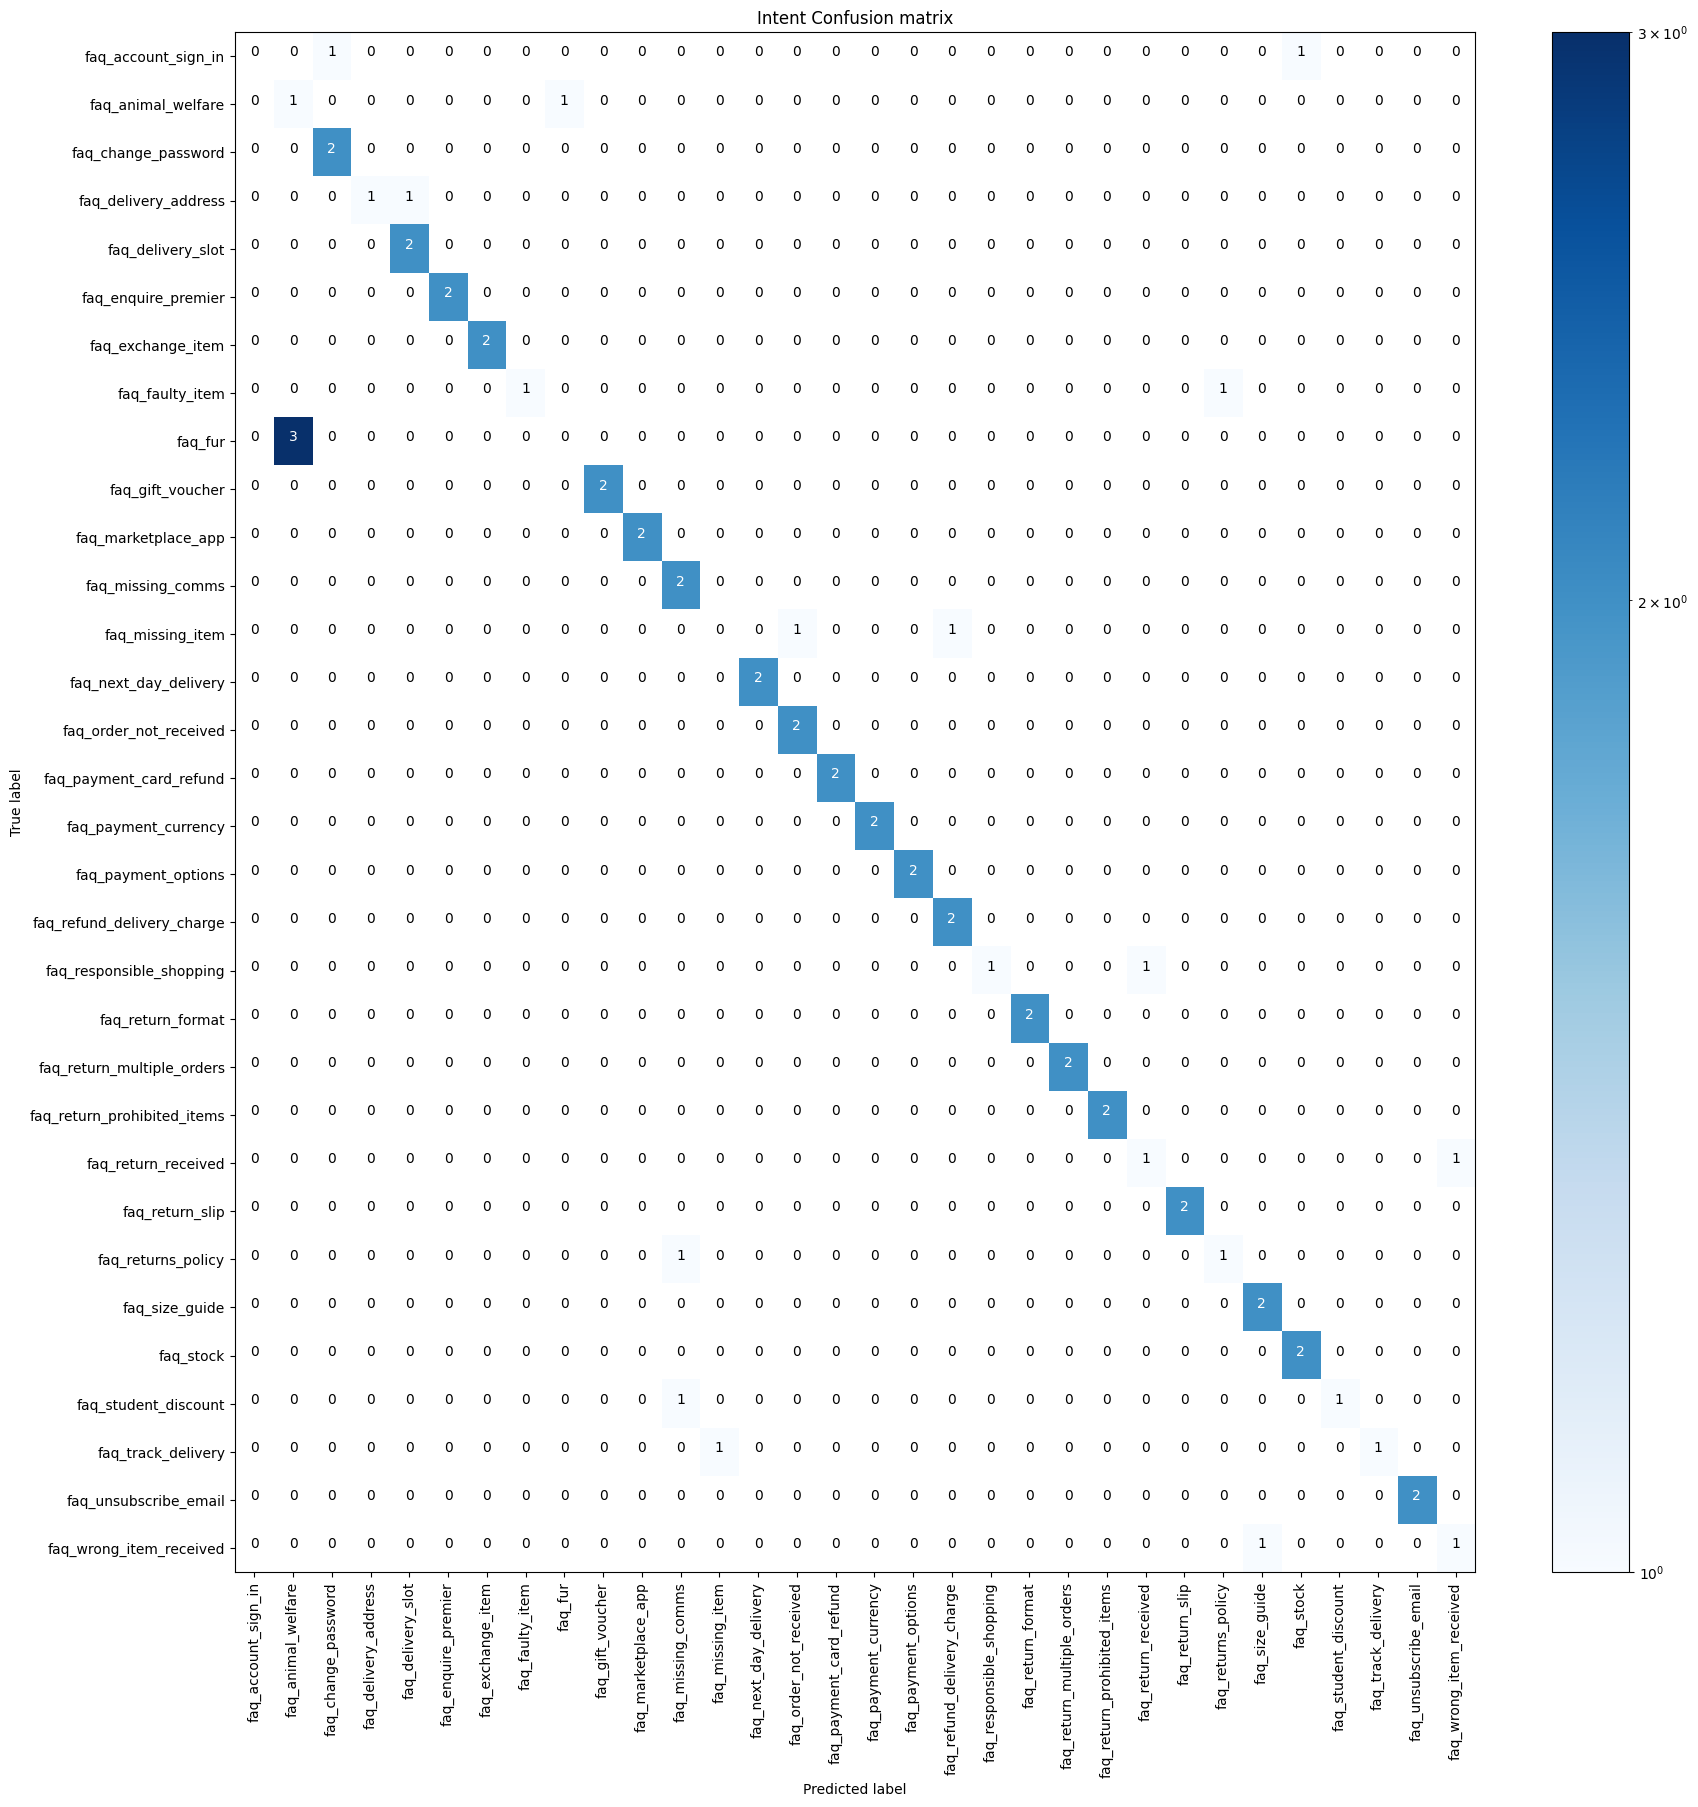 Intent Confusion matrix
faq_account_sign_in 0 0 1 0 0 0 0 0 0 0 0 0 0 0 0 0 0 0 0 0 0 0 0 0 0 0 0 1 0 0 0 0
faq_animal_welfare 0 1 0 0 0 0 0 0 1 0 0 0 0 0 0 0 0 0 0 0 0 0 0 0 0 0 0 0 0 0 0 0
faq_change_password 0 0 2 0 0 0 0 0 0 0 0 0 0 0 0 0 0 0 0 0 0 0 0 0 0 0 0 0 0 0 0 0
faq_delivery_address 0 0 0 1 1 0 0 0 0 0 0 0 0 0 0 0 0 0 0 0 0 0 0 0 0 0 0 0 0 0 0 0
faq_delivery_slot 0 0 0 0 2 0 0 0 0 0 0 0 0 0 0 0 0 0 0 0 0 0 0 0 0 0 0 0 0 0 0 0
faq_enquire_premier 0 0 0 0 0 2 0 0 0 0 0 0 0 0 0 0 0 0 0 0 0 0 0 0 0 0 0 0 0 0 0 0
faq_exchange_item 0 0 0 0 0 0 2 0 0 0 0 0 0 0 0 0 0 0 0 0 0 0 0 0 0 0 0 0 0 0 0 0
faq_faulty_item 0 0 0 0 0 0 0 1 0 0 0 0 0 0 0 0 0 0 0 0 0 0 0 0 0 1 0 0 0 0 0 0
faq_fur 0 3 0 0 0 0 0 0 0 0 0 0 0 0 0 0 0 0 0 0 0 0 0 0 0 0 0 0 0 0 0 0
faq_gift_voucher 0 0 0 0 0 0 0 0 0 2 0 0 0 0 0 0 0 0 0 0 0 0 0 0 0 0 0 0 0 0 0 0
faq_marketplace_app 0 0 0 0 0 0 0 0 0 0 2 0 0 0 0 0 0 0 0 0 0 0 0 0 0 0 0 0 0 0 0 0
faq_missing_comms 0 0 0 0 0 0 0 0 0 0 0 2 0 0 0 0 0 0 0 0 0 0 0 0 0 0 0 0 0 0 0 0
faq_missing_item 0 0 0 0 0 0 0 0 0 0 0 0 0 0 1 0 0 0 1 0 0 0 0 0 0 0 0 0 0 0 0 0
faq_next_day_delivery 0 0 0 0 0 0 0 0 0 0 0 0 0 2 0 0 0 0 0 0 0 0 0 0 0 0 0 0 0 0 0 0
faq_order_not_received 0 0 0 0 0 0 0 0 0 0 0 0 0 0 2 0 0 0 0 0 0 0 0 0 0 0 0 0 0 0 0 0
faq_payment_card_refund 0 0 0 0 0 0 0 0 0 0 0 0 0 0 0 2 0 0 0 0 0 0 0 0 0 0 0 0 0 0 0 0
faq_payment_currency 0 0 0 0 0 0 0 0 0 0 0 0 0 0 0 0 2 0 0 0 0 0 0 0 0 0 0 0 0 0 0 0
faq_payment_options 0 0 0 0 0 0 0 0 0 0 0 0 0 0 0 0 0 2 0 0 0 0 0 0 0 0 0 0 0 0 0 0
faq_refund_delivery_charge 0 0 0 0 0 0 0 0 0 0 0 0 0 0 0 0 0 0 2 0 0 0 0 0 0 0 0 0 0 0 0 0
faq_responsible_shopping 0 0 0 0 0 0 0 0 0 0 0 0 0 0 0 0 0 0 0 1 0 0 0 1 0 0 0 0 0 0 0 0
faq_return_format 0 0 0 0 0 0 0 0 0 0 0 0 0 0 0 0 0 0 0 0 2 0 0 0 0 0 0 0 0 0 0 0
faq_return_multiple_orders 0 0 0 0 0 0 0 0 0 0 0 0 0 0 0 0 0 0 0 0 0 2 0 0 0 0 0 0 0 0 0 0
faq_return_prohibited_items 0 0 0 0 0 0 0 0 0 0 0 0 0 0 0 0 0 0 0 0 0 0 2 0 0 0 0 0 0 0 0 0
faq_return_received 0 0 0 0 0 0 0 0 0 0 0 0 0 0 0 0 0 0 0 0 0 0 0 1 0 0 0 0 0 0 0 1
faq_return_slip 0 0 0 0 0 0 0 0 0 0 0 0 0 0 0 0 0 0 0 0 0 0 0 0 2 0 0 0 0 0 0 0
faq_returns_policy 0 0 0 0 0 0 0 0 0 0 0 1 0 0 0 0 0 0 0 0 0 0 0 0 0 1 0 0 0 0 0 0
faq_size_guide 0 0 0 0 0 0 0 0 0 0 0 0 0 0 0 0 0 0 0 0 0 0 0 0 0 0 2 0 0 0 0 0
faq_stock 0 0 0 0 0 0 0 0 0 0 0 0 0 0 0 0 0 0 0 0 0 0 0 0 0 0 0 2 0 0 0 0
faq_student_discount 0 0 0 0 0 0 0 0 0 0 0 1 0 0 0 0 0 0 0 0 0 0 0 0 0 0 0 0 1 0 0 0
faq_track_delivery 0 0 0 0 0 0 0 0 0 0 0 0 1 0 0 0 0 0 0 0 0 0 0 0 0 0 0 0 0 1 0 0
faq_unsubscribe_email 0 0 0 0 0 0 0 0 0 0 0 0 0 0 0 0 0 0 0 0 0 0 0 0 0 0 0 0 0 0 2 0
faq_wrong_item_received 0 0 0 0 0 0 0 0 0 0 0 0 0 0 0 0 0 0 0 0 0 0 0 0 0 0 1 0 0 0 0 1
True label
faq_account_sign_in
faq_animal_welfare
faq_change_password
faq_delivery_address
faq_delivery_slot
faq_enquire_premier
faq_exchange_item
faq_faulty_item
faq_fur
faq_gift_voucher
faq_marketplace_app
faq_missing_comms
faq_missing_item
faq_next_day_delivery
faq_order_not_received
faq_payment_card_refund
faq_payment_currency
faq_payment_options
faq_refund_delivery_charge
faq_responsible_shopping
faq_return_format
faq_return_multiple_orders
faq_return_prohibited_items
faq_return_received
faq_return_slip
faq_returns_policy
faq_size_guide
faq_stock
faq_student_discount
faq_track_delivery
faq_unsubscribe_email
faq_wrong_item_received
Predicted label
3 × 10⁰
2 × 10⁰
10⁰